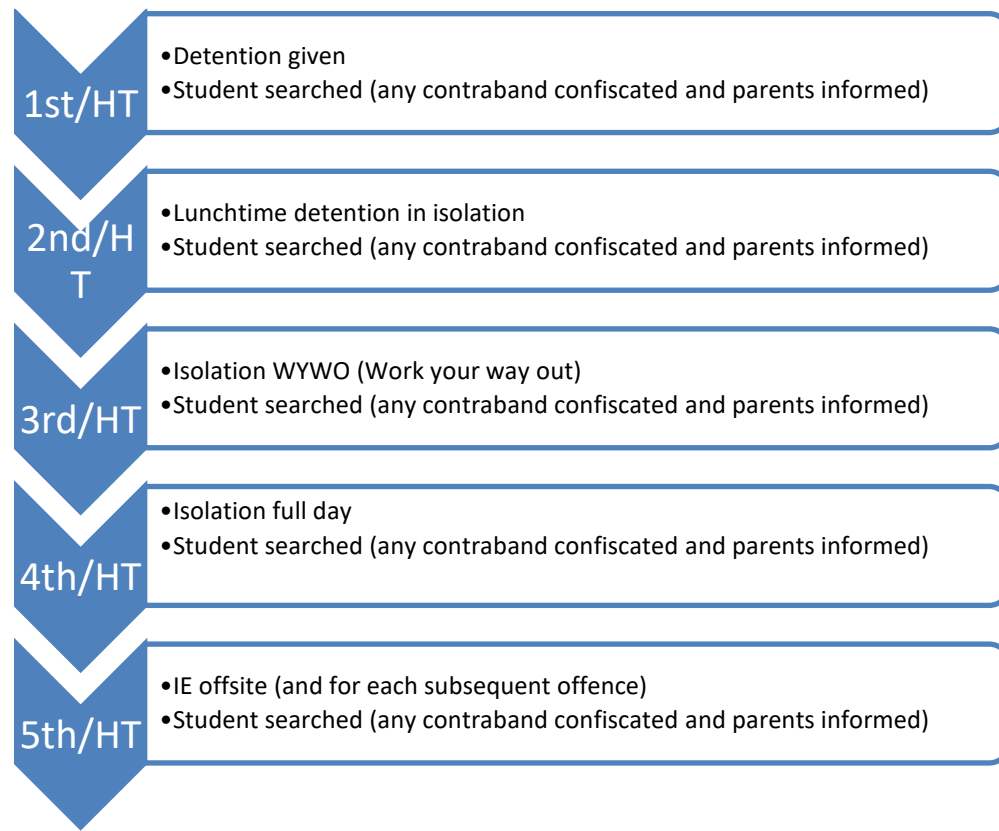 1st/HT
•Detention given
•Student searched (any contraband confiscated and parents informed)
2nd/H
T
•Lunchtime detention in isolation
•Student searched (any contraband confiscated and parents informed)
3rd/HT
•Isolation WYWO (Work your way out)
•Student searched (any contraband confiscated and parents informed)
4th/HT
•Isolation full day
•Student searched (any contraband confiscated and parents informed)
5th/HT
•IE offsite (and for each subsequent offence)
•Student searched (any contraband confiscated and parents informed)